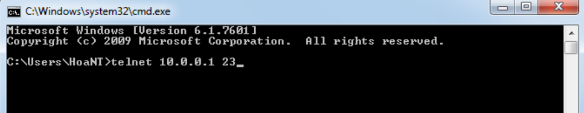 C:\Windows\system32\cmd.exe
Microsoft Windows [Version 6.1.7601]
Copyright (c) 2009 Microsoft Corporation.  All rights reserved.
C:\Users\HoaNT>telnet 10.0.0.1 23_